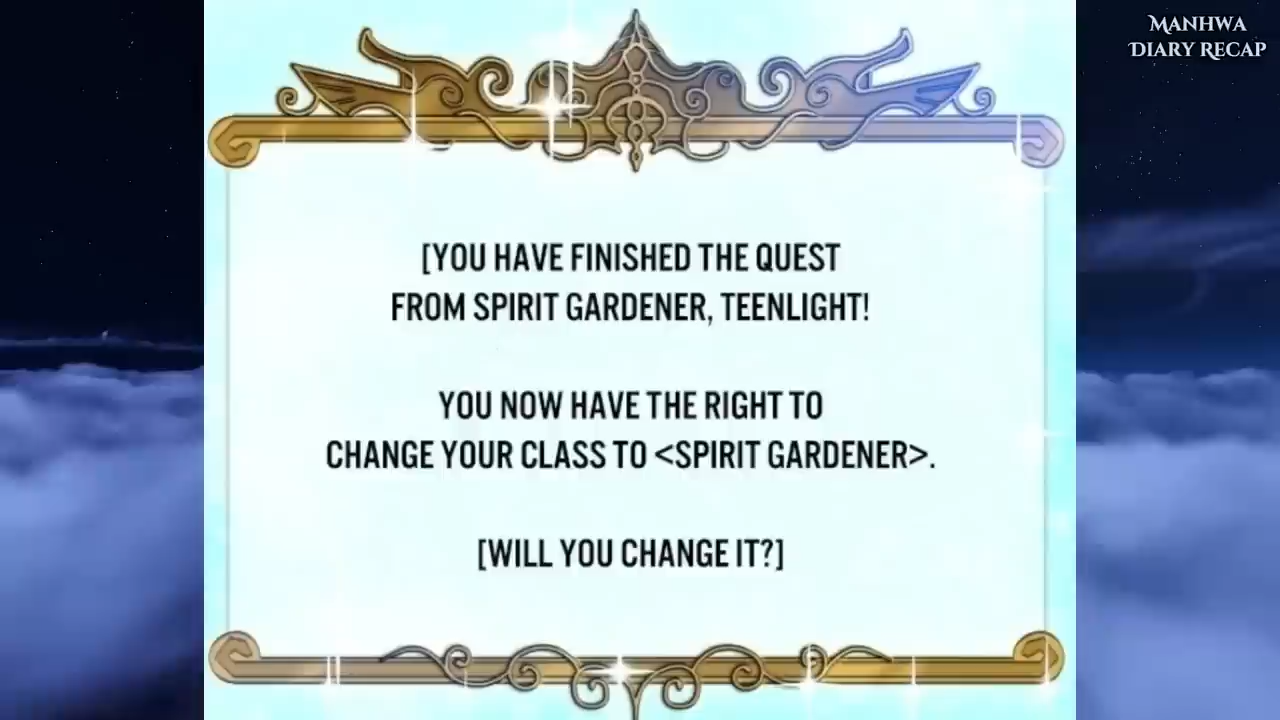 MANHWA
DIARY RECAP
[YOU HAVE FINISHED THE QUEST
FROM SPIRIT GARDENER, TEENLIGHT!
YOU NOW HAVE THE RIGHT TO
CHANGE YOUR CLASS TO <SPIRIT GARDENER>.
[WILL YOU CHANGE IT?]